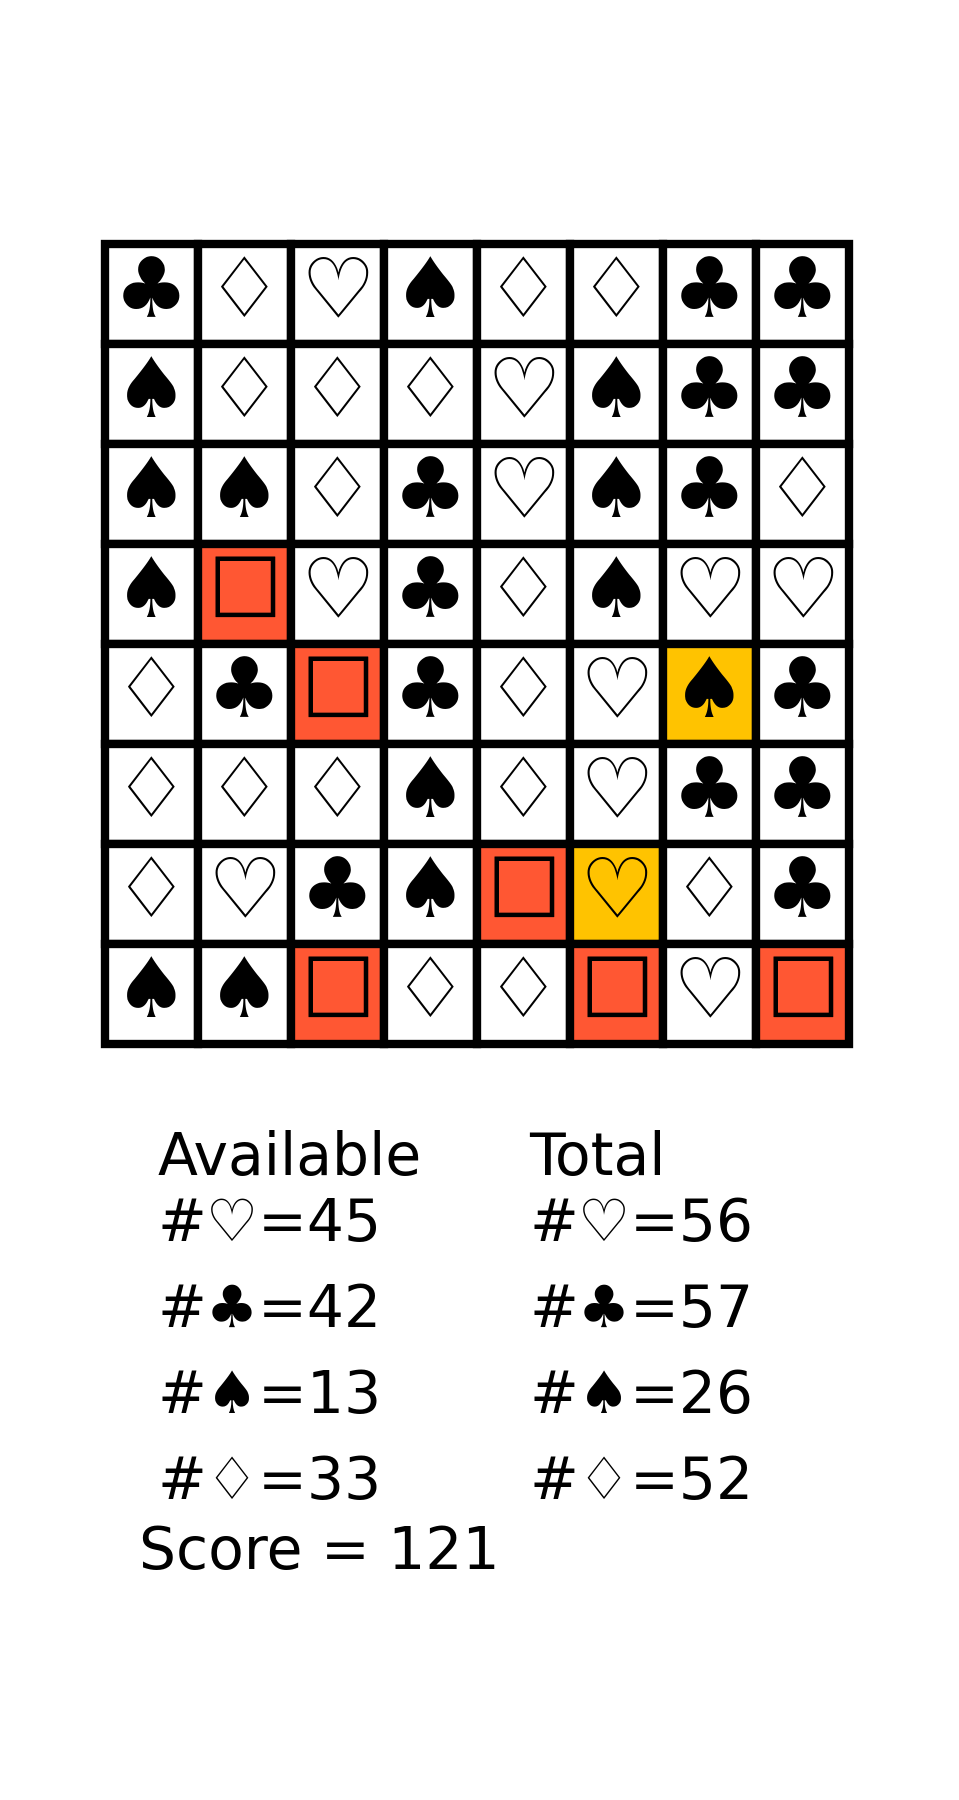 ♣ ♢ ♡ ♠ ♢ ♢ ♣ ♣
♠ ♢ ♢ ♢ ♡ ♠ ♣ ♣
♠ ♠ ♢ ♣ ♡ ♠ ♣ ♢
♠ □ ♡ ♣ ♢ ♠ ♡ ♡
♢ ♣ □ ♣ ♢ ♡ ♠ ♣
♢ ♢ ♢ ♠ ♢ ♡ ♣ ♣
♢ ♡ ♣ ♠ □ ♡ ♢ ♣
♠ ♠ □ ♢ ♢ □ ♡ □
Available Total
#♡=45 #♡=56
#♣=42 #♣=57
#♠=13 #♠=26
#♢=33 #♢=52
Score = 121